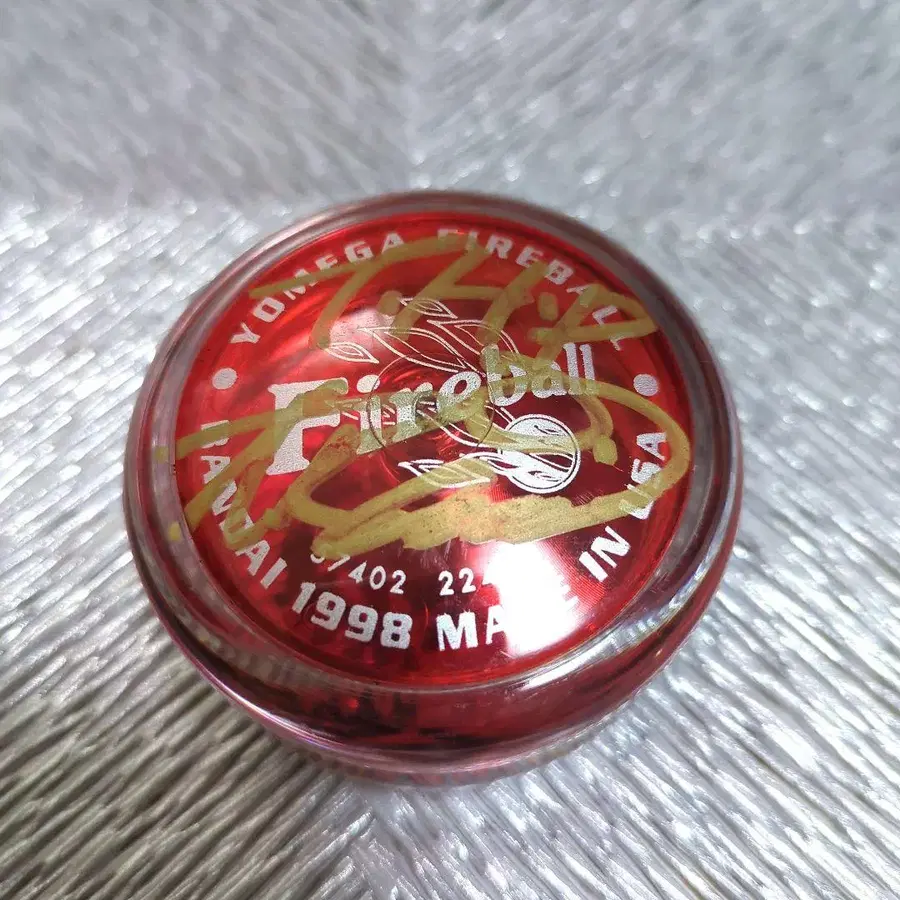 YOMEGA FIREBALL
T.H.P
Fireball
BANDAI 1998 MADE IN USA